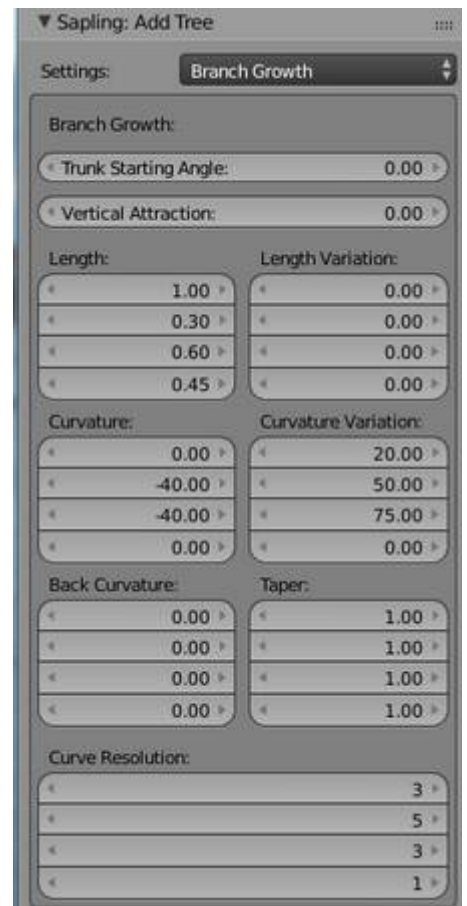 Sapling: Add Tree
Settings: Branch Growth
Branch Growth:
Trunk Starting Angle: 0.00
Vertical Attraction: 0.00
Length: Length Variation:
1.00 0.00
0.30 0.00
0.60 0.00
0.45 0.00
Curvature: Curvature Variation:
0.00 20.00
-40.00 50.00
-40.00 75.00
0.00 0.00
Back Curvature: Taper:
0.00 1.00
0.00 1.00
0.00 1.00
0.00 1.00
Curve Resolution:
3
5
3
1